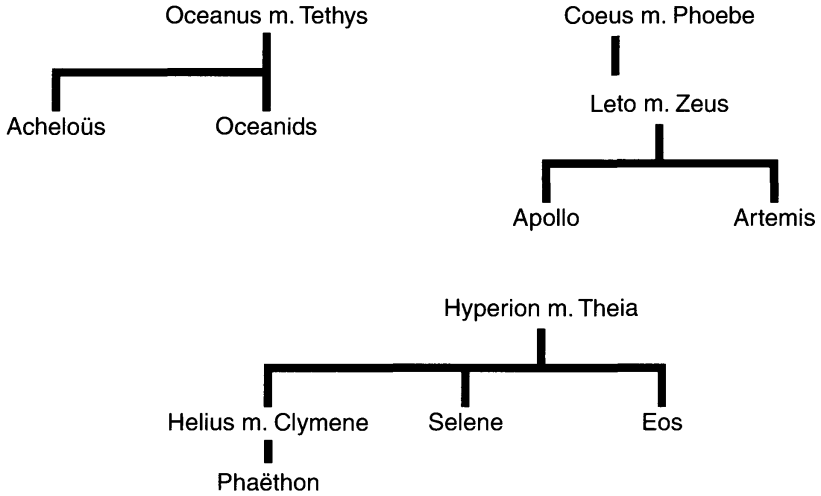 Oceanus m. Tethys
Acheloüs Oceanids
Coeus m. Phoebe
Leto m. Zeus
Apollo Artemis
Hyperion m. Theia
Helius m. Clymene Selene Eos
Phaëthon